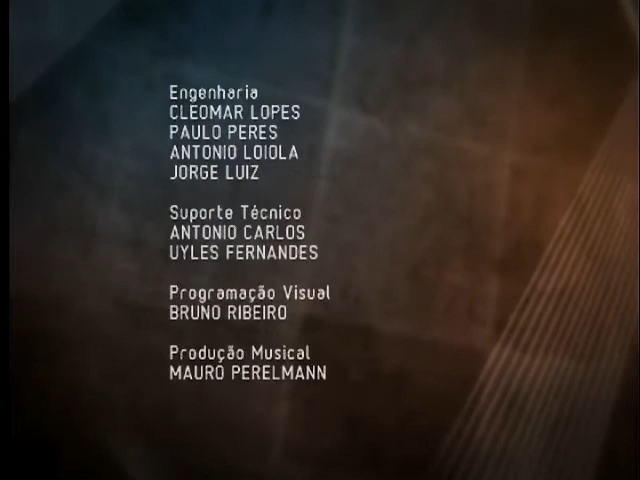 Engenharia
CLEOMAR LOPES
PAULO PERES
ANTONIO LOIOLA
JORGE LUIZ
Suporte Técnico
ANTONIO CARLOS
UYLES FERNANDES
Programação Visual
BRUNO RIBEIRO
Produção Musical
MAURO PERELMANN